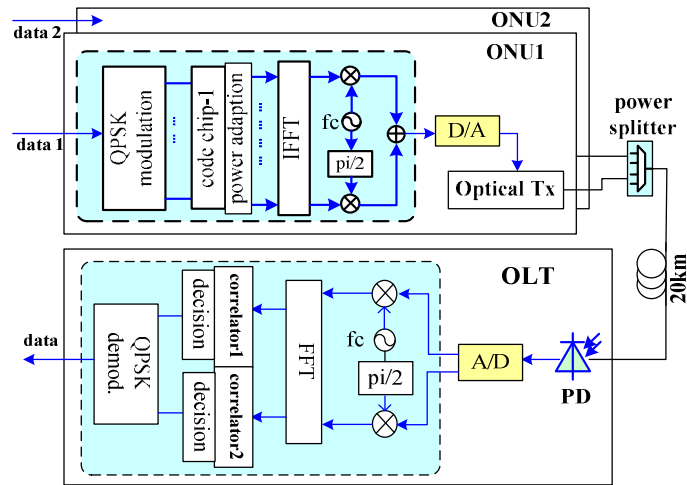 ONU2
data 2
ONU1
data 1
QPSK
modulation
code chip-1
power adaption
IFFT
fc
pi/2
D/A
Optical Tx
power
splitter
20km
OLT
data
QPSK
demod.
decision
correlator1
decision
correlator2
FFT
fc
pi/2
A/D
PD